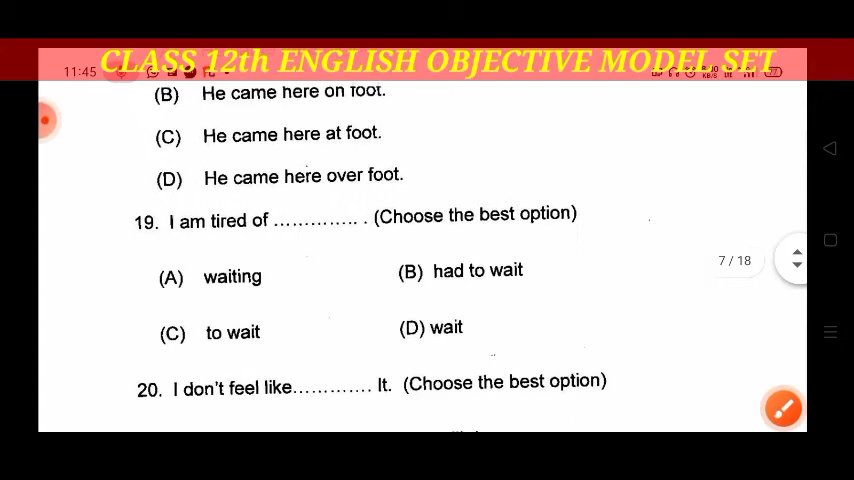 CLASS 12th ENGLISH OBJECTIVE MODEL SET
11:45
(B) He came here on foot.
(C) He came here at foot.
(D) He came here over foot.
19. I am tired of .............. . (Choose the best option)
(A) waiting (B) had to wait
7 / 18
(C) to wait (D) wait
20. I don't feel like............. It. (Choose the best option)